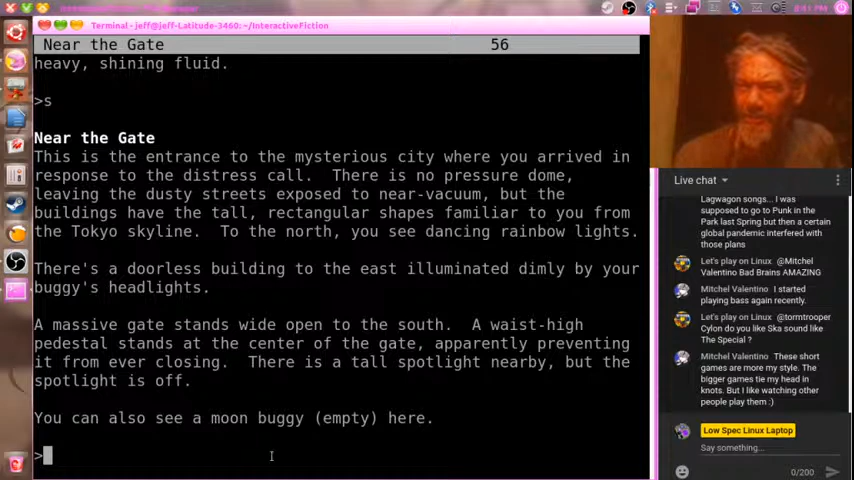 Terminal - jeff@jeff-Latitude-3460:~/InteractiveFiction
Near the Gate 56
heavy, shining fluid.
>s
Near the Gate
This is the entrance to the mysterious city where you arrived in
response to the distress call. There is no pressure dome,
leaving the dusty streets exposed to near-vacuum, but the
buildings have the tall, rectangular shapes familiar to you from
the Tokyo skyline. To the north, you see dancing rainbow lights.
There's a doorless building to the east illuminated dimly by your
buggy's headlights.
A massive gate stands wide open to the south. A waist-high
pedestal stands at the center of the gate, apparently preventing
it from ever closing. There is a tall spotlight nearby, but the
spotlight is off.
You can also see a moon buggy (empty) here.
>
Live chat
Lagwagon songs... I was
supposed to go to Punk in the
Park last Spring but then a certain
global pandemic interfered with
those plans
Let's play on Linux @Mitchel
Valentino Bad Brains AMAZING
Mitchel Valentino I started
playing bass again recently.
Let's play on Linux @tormtrooper
Cylon do you like Ska sound like
The Special ?
Mitchel Valentino These short
games are more my style. The
bigger games tie my head in
knots. But I like watching other
people play them :)
Low Spec Linux Laptop
Say something...
0/200